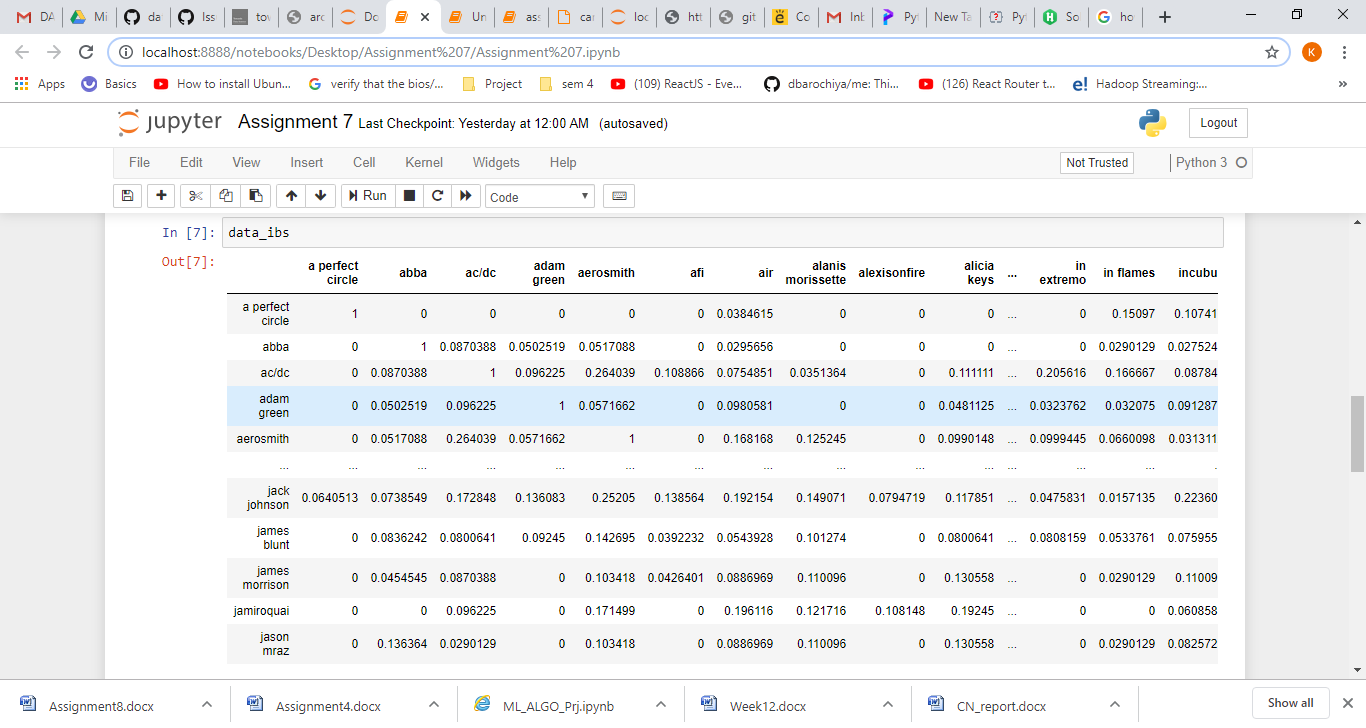 DA Mi da Iss tov arc Do Un ass cai loc htt git Co Inb Pyt New Ta Pyt So ho
localhost:8888/notebooks/Desktop/Assignment%207/Assignment%207.ipynb K
Apps Basics How to install Ubun... verify that the bios/... Project sem 4 (109) ReactJS - Eve... dbarochiya/me: Thi... (126) React Router t... Hadoop Streaming:... »
jupyter Assignment 7 Last Checkpoint: Yesterday at 12:00 AM (autosaved) Logout
File Edit View Insert Cell Kernel Widgets Help Not Trusted Python 3
Run Code
In [7]: data_ibs
Out[7]:
a perfect circle abba ac/dc adam green aerosmith afi air alanis morissette alexisonfire alicia keys ... in extremo in flames incubu
a perfect circle 1 0 0 0 0 0 0.0384615 0 0 0 ... 0 0.15097 0.10741
abba 0 1 0.0870388 0.0502519 0.0517088 0 0.0295656 0 0 0 ... 0 0.0290129 0.027524
ac/dc 0 0.0870388 1 0.096225 0.264039 0.108866 0.0754851 0.0351364 0 0.111111 ... 0.205616 0.166667 0.08784
adam green 0 0.0502519 0.096225 1 0.0571662 0 0.0980581 0 0 0.0481125 ... 0.0323762 0.032075 0.091287
aerosmith 0 0.0517088 0.264039 0.0571662 1 0 0.168168 0.125245 0 0.0990148 ... 0.0999445 0.0660098 0.031311
... ... ... ... ... ... ... ... ... ... ... ... ... ... .
jack johnson 0.0640513 0.0738549 0.172848 0.136083 0.25205 0.138564 0.192154 0.149071 0.0794719 0.117851 ... 0.0475831 0.0157135 0.22360
james blunt 0 0.0836242 0.0800641 0.09245 0.142695 0.0392232 0.0543928 0.101274 0 0.0800641 ... 0.0808159 0.0533761 0.075955
james morrison 0 0.0454545 0.0870388 0 0.103418 0.0426401 0.0886969 0.110096 0 0.130558 ... 0 0.0290129 0.11009
jamiroquai 0 0 0.096225 0 0.171499 0 0.196116 0.121716 0.108148 0.19245 ... 0 0 0.060858
jason mraz 0 0.136364 0.0290129 0 0.103418 0 0.0886969 0.110096 0 0.130558 ... 0 0.0290129 0.082572
Assignment8.docx Assignment4.docx ML_ALGO_Prj.ipynb Week12.docx CN_report.docx Show all